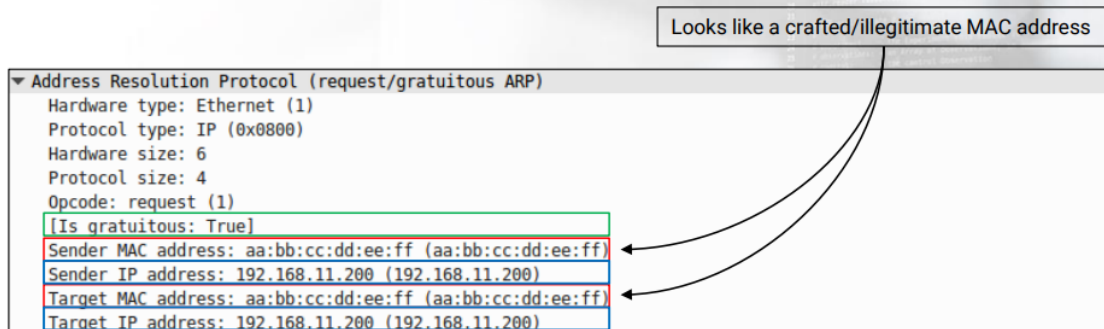 Looks like a crafted/illegitimate MAC address
Address Resolution Protocol (request/gratuitous ARP)
Hardware type: Ethernet (1)
Protocol type: IP (0x0800)
Hardware size: 6
Protocol size: 4
Opcode: request (1)
[Is gratuitous: True]
Sender MAC address: aa:bb:cc:dd:ee:ff (aa:bb:cc:dd:ee:ff)
Sender IP address: 192.168.11.200 (192.168.11.200)
Target MAC address: aa:bb:cc:dd:ee:ff (aa:bb:cc:dd:ee:ff)
Target IP address: 192.168.11.200 (192.168.11.200)